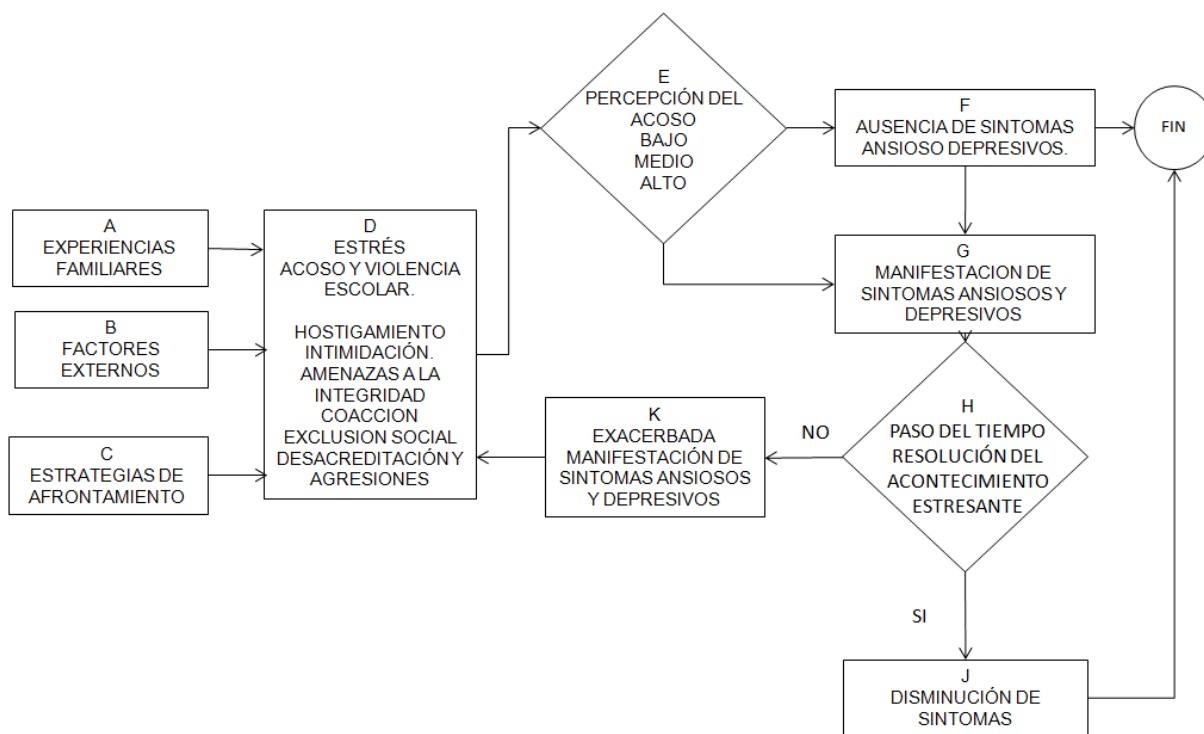 A
EXPERIENCIAS
FAMILIARES
B
FACTORES
EXTERNOS
C
ESTRATEGIAS DE
AFRONTAMIENTO
D
ESTRÉS
ACOSO Y VIOLENCIA
ESCOLAR.
HOSTIGAMIENTO
INTIMIDACIÓN.
AMENAZAS A LA
INTEGRIDAD
COACCION
EXCLUSION SOCIAL
DESACREDITACIÓN Y
AGRESIONES
E
PERCEPCIÓN DEL
ACOSO
BAJO
MEDIO
ALTO
F
AUSENCIA DE SINTOMAS
ANSIOSO DEPRESIVOS.
FIN
G
MANIFESTACION DE
SINTOMAS ANSIOSOS Y
DEPRESIVOS
H
PASO DEL TIEMPO
RESOLUCIÓN DEL
ACONTECIMIENTO
ESTRESANTE
NO
K
EXACERBADA
MANIFESTACIÓN DE
SINTOMAS ANSIOSOS
Y DEPRESIVOS
SI
J
DISMINUCIÓN DE
SINTOMAS